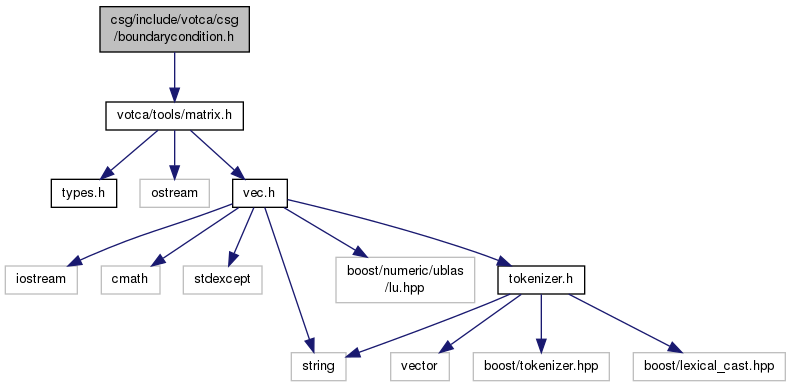 csg/include/votca/csg
/boundarycondition.h
votca/tools/matrix.h
types.h
ostream
vec.h
iostream
cmath
stdexcept
boost/numeric/ublas
/lu.hpp
tokenizer.h
string
vector
boost/tokenizer.hpp
boost/lexical_cast.hpp